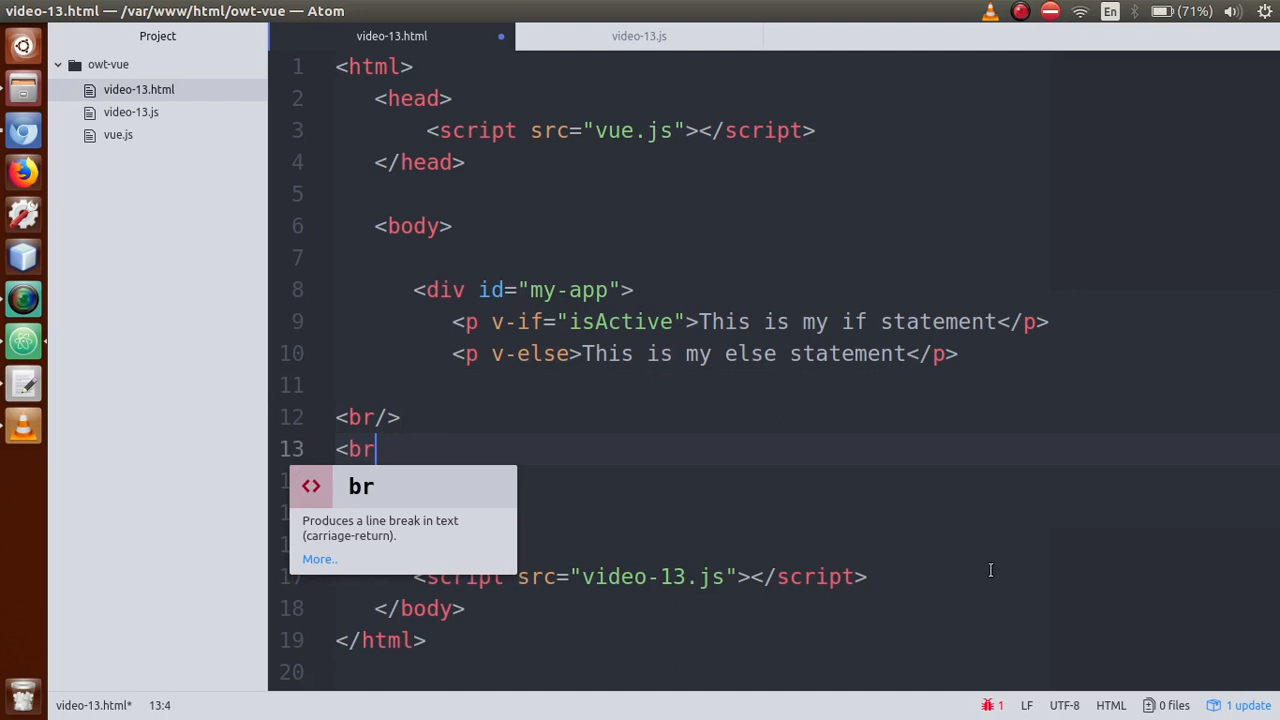 video-13.html — /var/www/html/owt-vue — Atom
En (71%)
Project
video-13.html
video-13.js
owt-vue
video-13.html
video-13.js
vue.js
1 <html>
2 <head>
3 <script src="vue.js"></script>
4 </head>
5
6 <body>
7
8 <div id="my-app">
9 <p v-if="isActive">This is my if statement</p>
10 <p v-else>This is my else statement</p>
11
12 <br/>
13 <br
br
Produces a line break in text
(carriage-return).
More..
17 <script src="video-13.js"></script>
18 </body>
19 </html>
20
video-13.html* 13:4
1 LF UTF-8 HTML 0 files 1 update